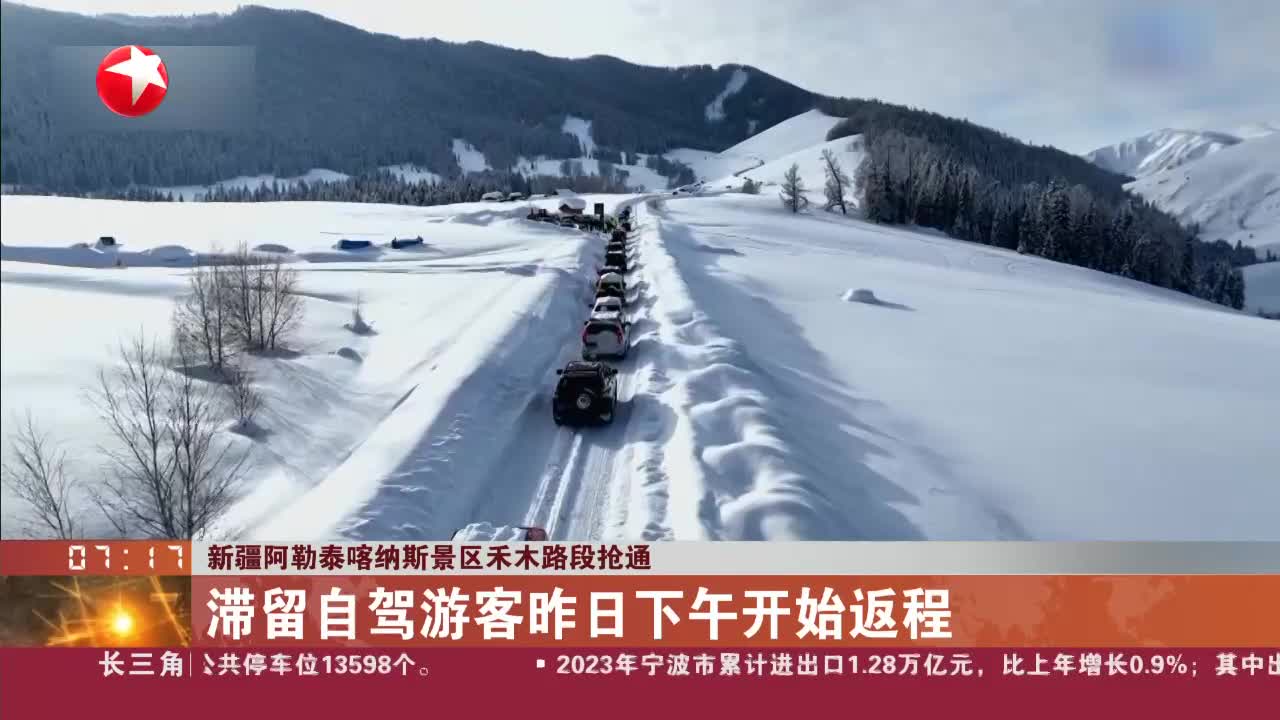 07:17
新疆阿勒泰喀纳斯景区禾木路段抢通
滞留自驾游客昨日下午开始返程
长三角
公共停车位13598个。 ▪ 2023年宁波市累计进出口1.28万亿元，比上年增长0.9%；其中出